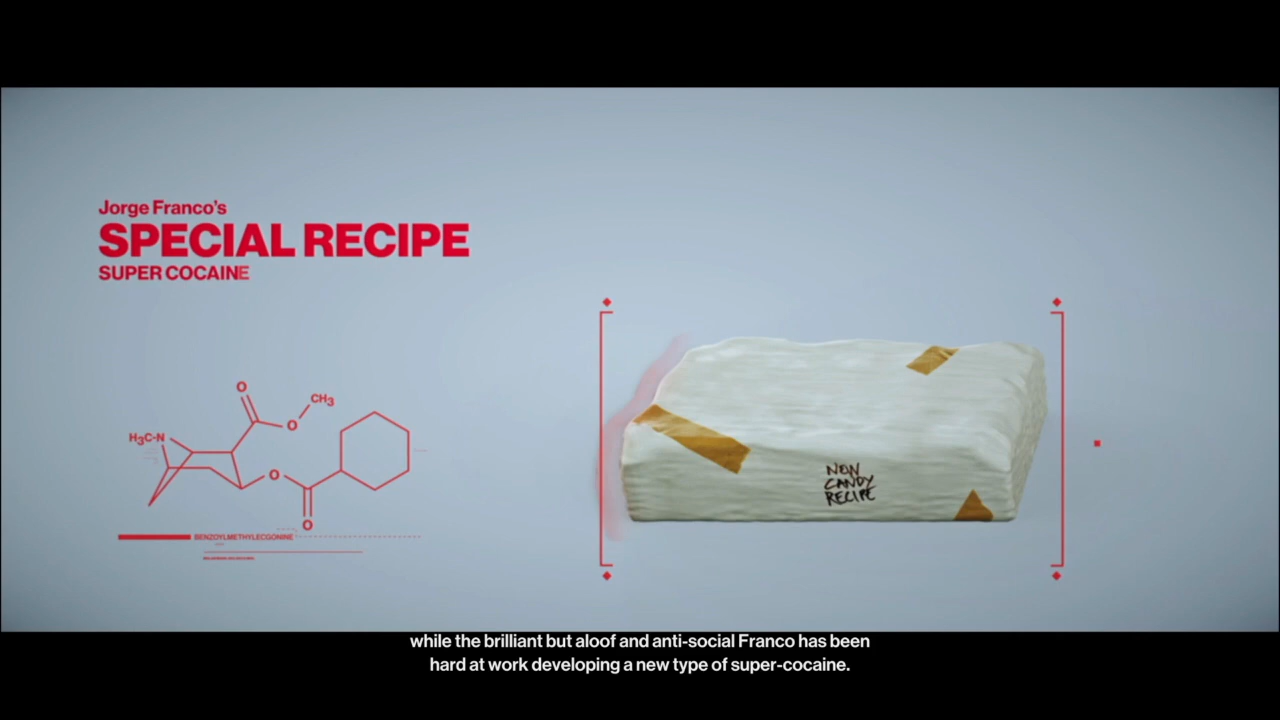 Jorge Franco's
SPECIAL RECIPE
SUPER COCAINE
O
CH3
O
H3C-N
O
O
BENZOYLMETHYLECGONINE
NON
CANDY
RECIPE
while the brilliant but aloof and anti-social Franco has been
hard at work developing a new type of super-cocaine.